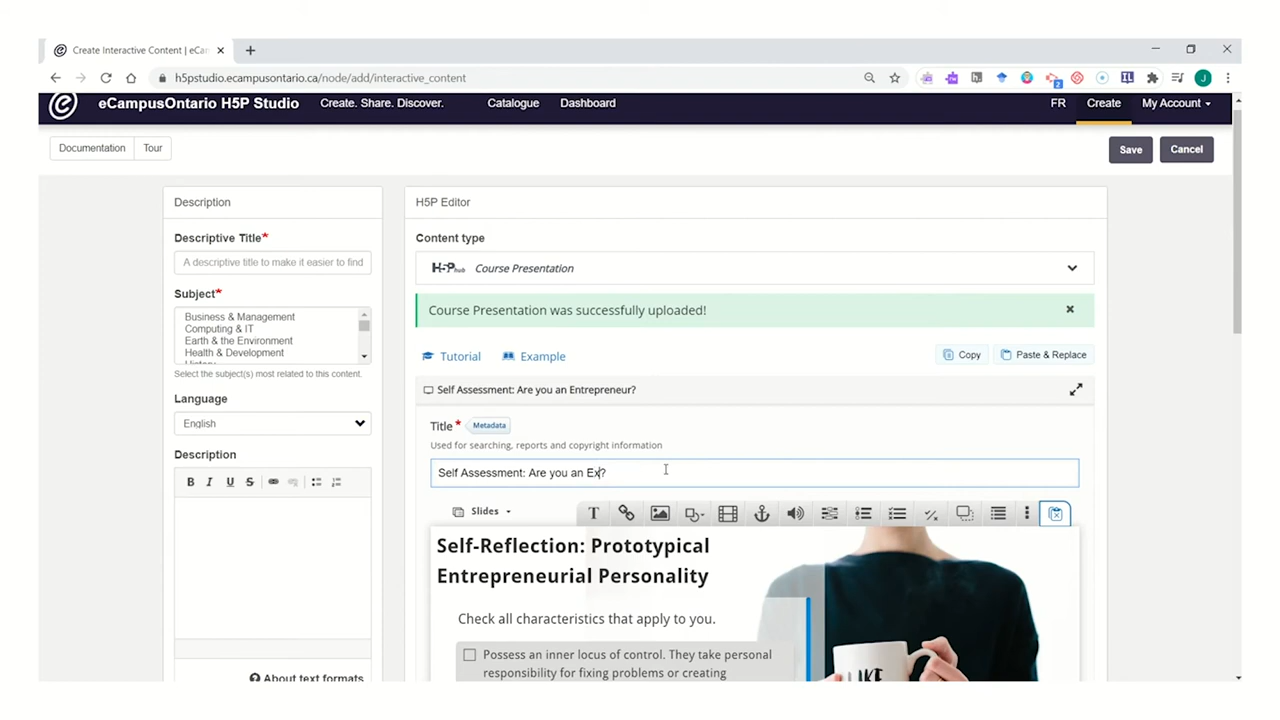 Create Interactive Content | eCam
h5pstudio.ecampusontario.ca/node/add/interactive_content
J
2
eCampusOntario H5P Studio
Create. Share. Discover.
Catalogue
Dashboard
FR
Create
My Account
Documentation
Tour
Save
Cancel
Description
Descriptive Title*
A descriptive title to make it easier to find
Subject*
Business & Management
Computing & IT
Earth & the Environment
Health & Development
Select the subject(s) most related to this content.
Language
English
Description
B I U S
About text formats
H5P Editor
Content type
H5P hub Course Presentation
Course Presentation was successfully uploaded!
Tutorial
Example
Copy
Paste & Replace
Self Assessment: Are you an Entrepreneur?
Title * Metadata
Used for searching, reports and copyright information
Self Assessment: Are you an Ex?
Slides
T
Self-Reflection: Prototypical
Entrepreneurial Personality
Check all characteristics that apply to you.
Possess an inner locus of control. They take personal
responsibility for fixing problems or creating
LIKE